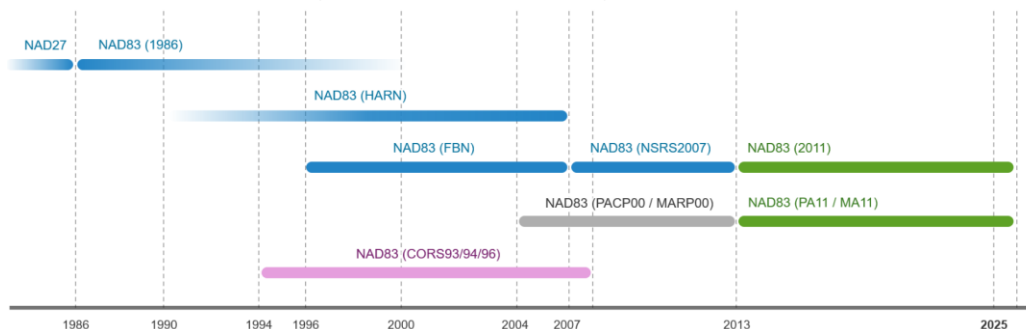 NAD27 NAD83 (1986)
NAD83 (HARN)
NAD83 (FBN) NAD83 (NSRS2007) NAD83 (2011)
NAD83 (PACP00 / MARP00) NAD83 (PA11 / MA11)
NAD83 (CORS93/94/96)
1986 1990 1994 1996 2000 2004 2007 2013 2025